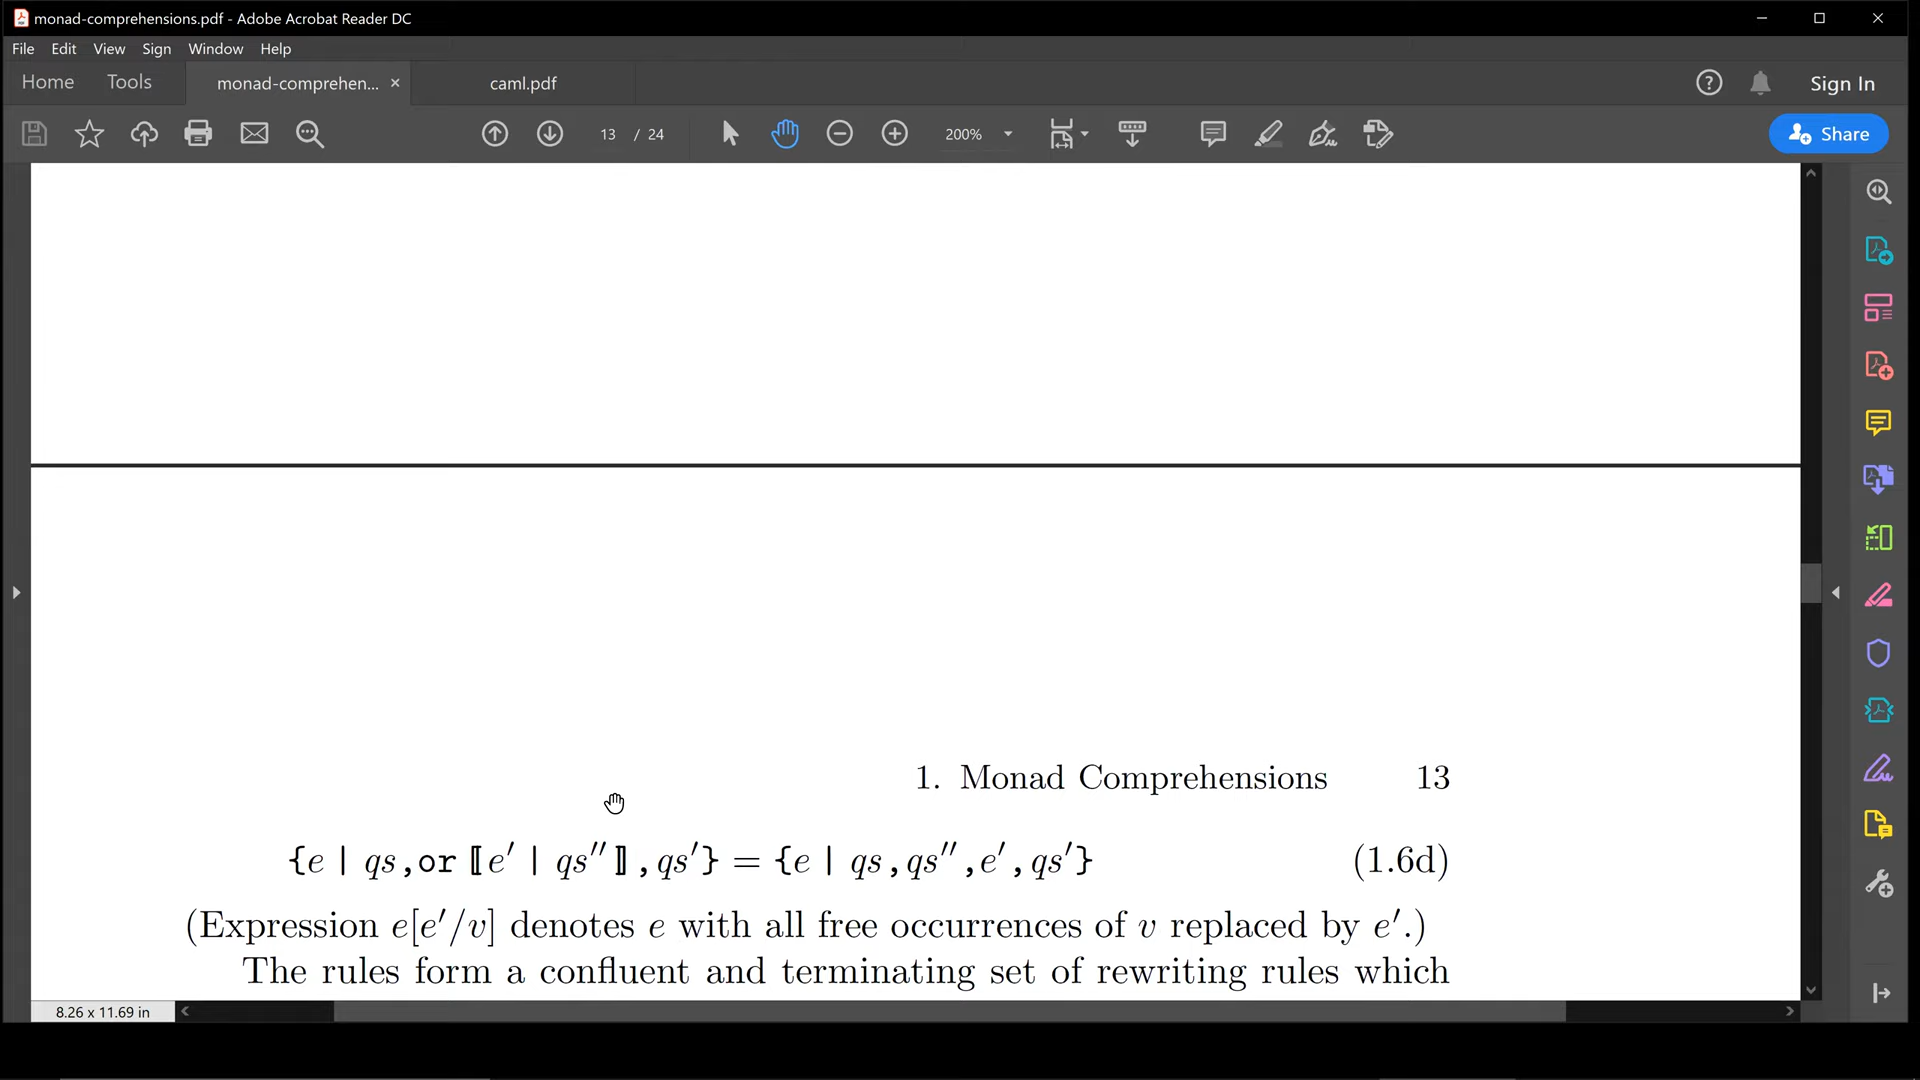 monad-comprehensions.pdf - Adobe Acrobat Reader DC
File Edit View Sign Window Help
Home Tools monad-comprehen... × caml.pdf Sign In
13 / 24 200% Share
1. Monad Comprehensions 13
{e | qs,or⟦e′ | qs′′⟧,qs′} = {e | qs,qs′′,e′,qs′} (1.6d)
(Expression e[e′/v] denotes e with all free occurrences of v replaced by e′.)
The rules form a confluent and terminating set of rewriting rules which
8.26 x 11.69 in